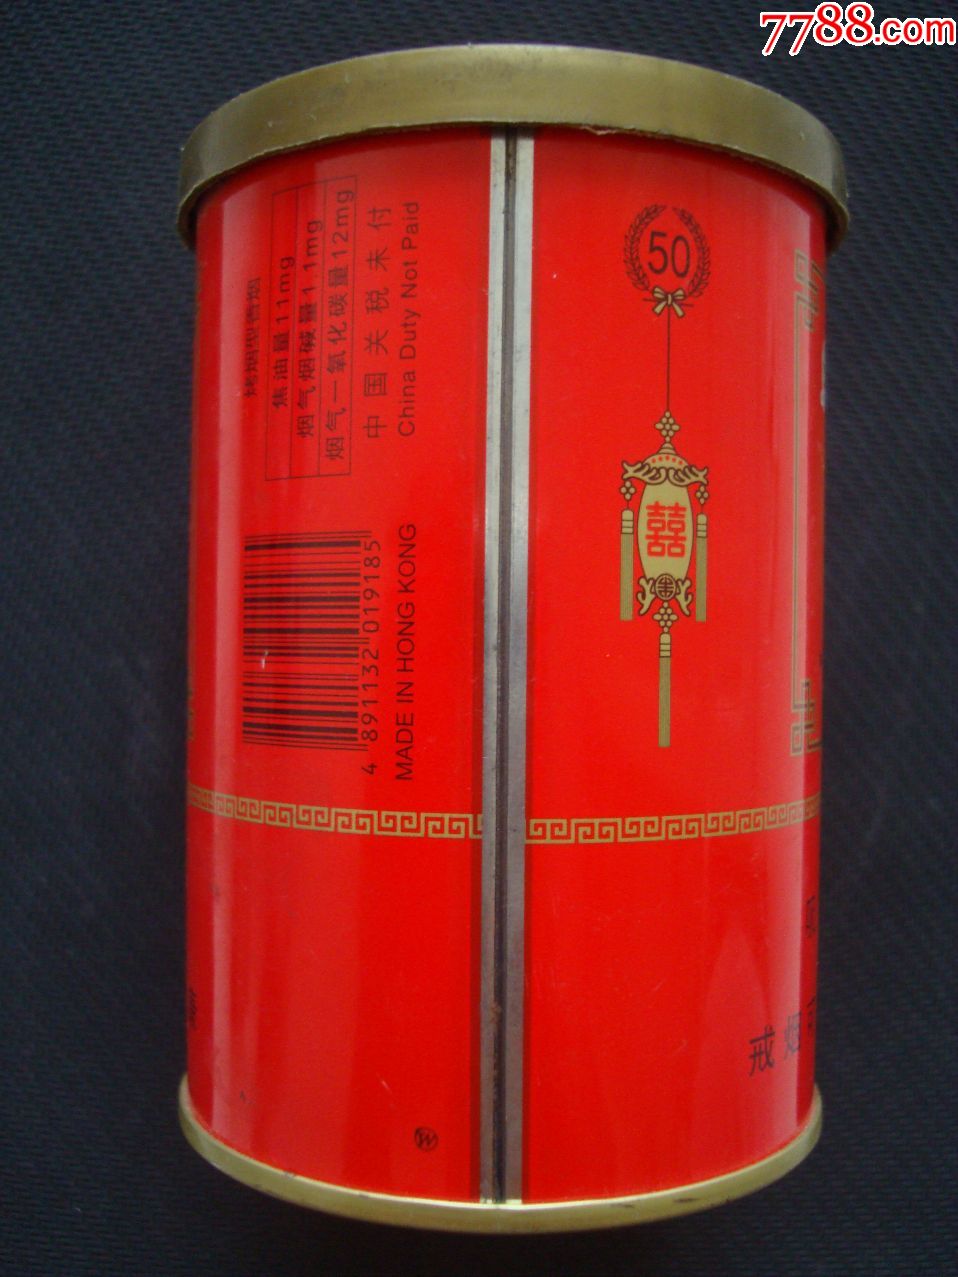 7788.com
烤烟型香烟
焦油量11mg
烟气烟碱量1.1mg
烟气一氧化碳量12mg
中国关税未付
China Duty Not Paid
4 891132 019185
MADE IN HONG KONG
50
囍
戒烟